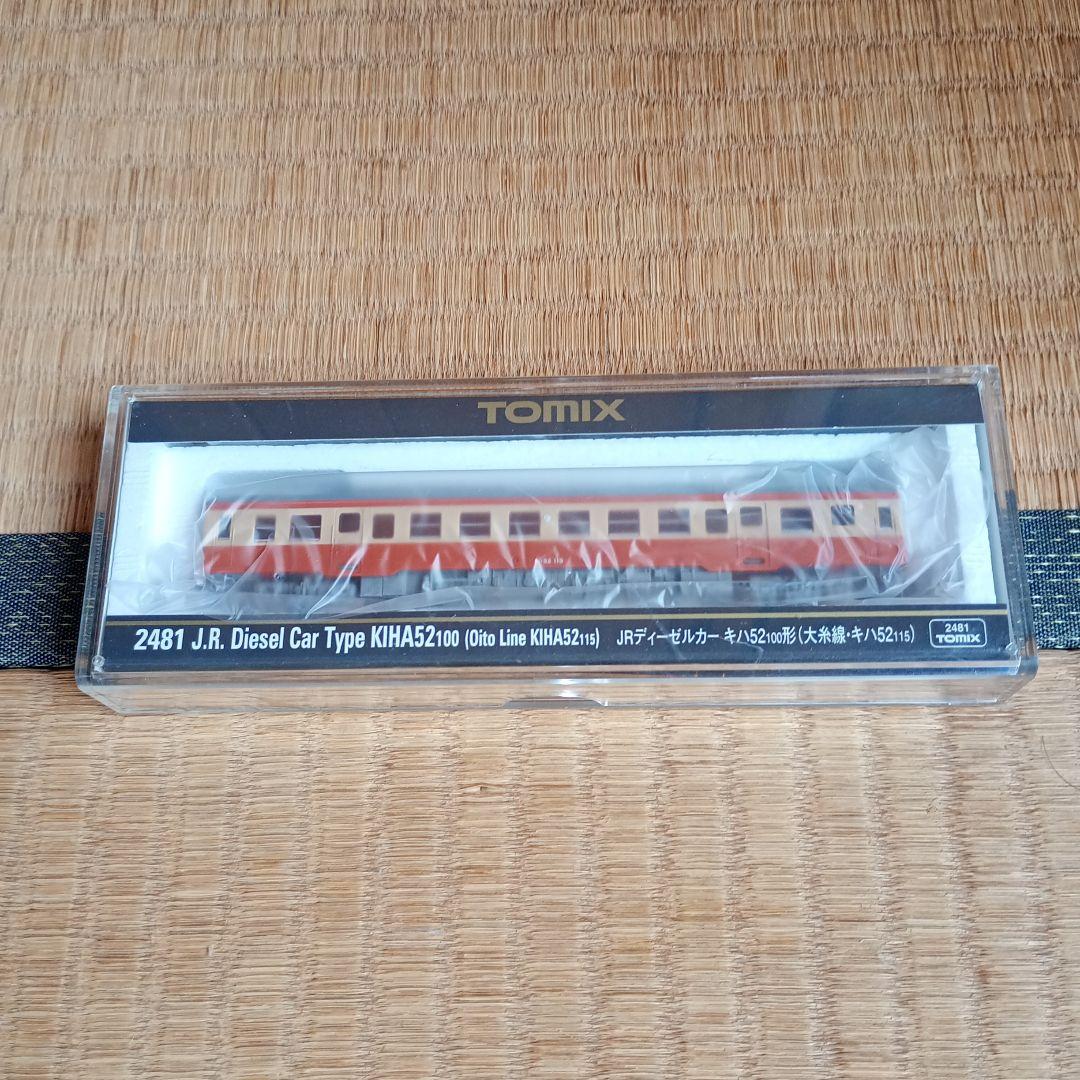 TOMIX
2481 J.R. Diesel Car Type KIHA52100 (Oito Line KIHA52115) JRディーゼルカー キハ52100形(大糸線・キハ52115)
2481
TOMIX